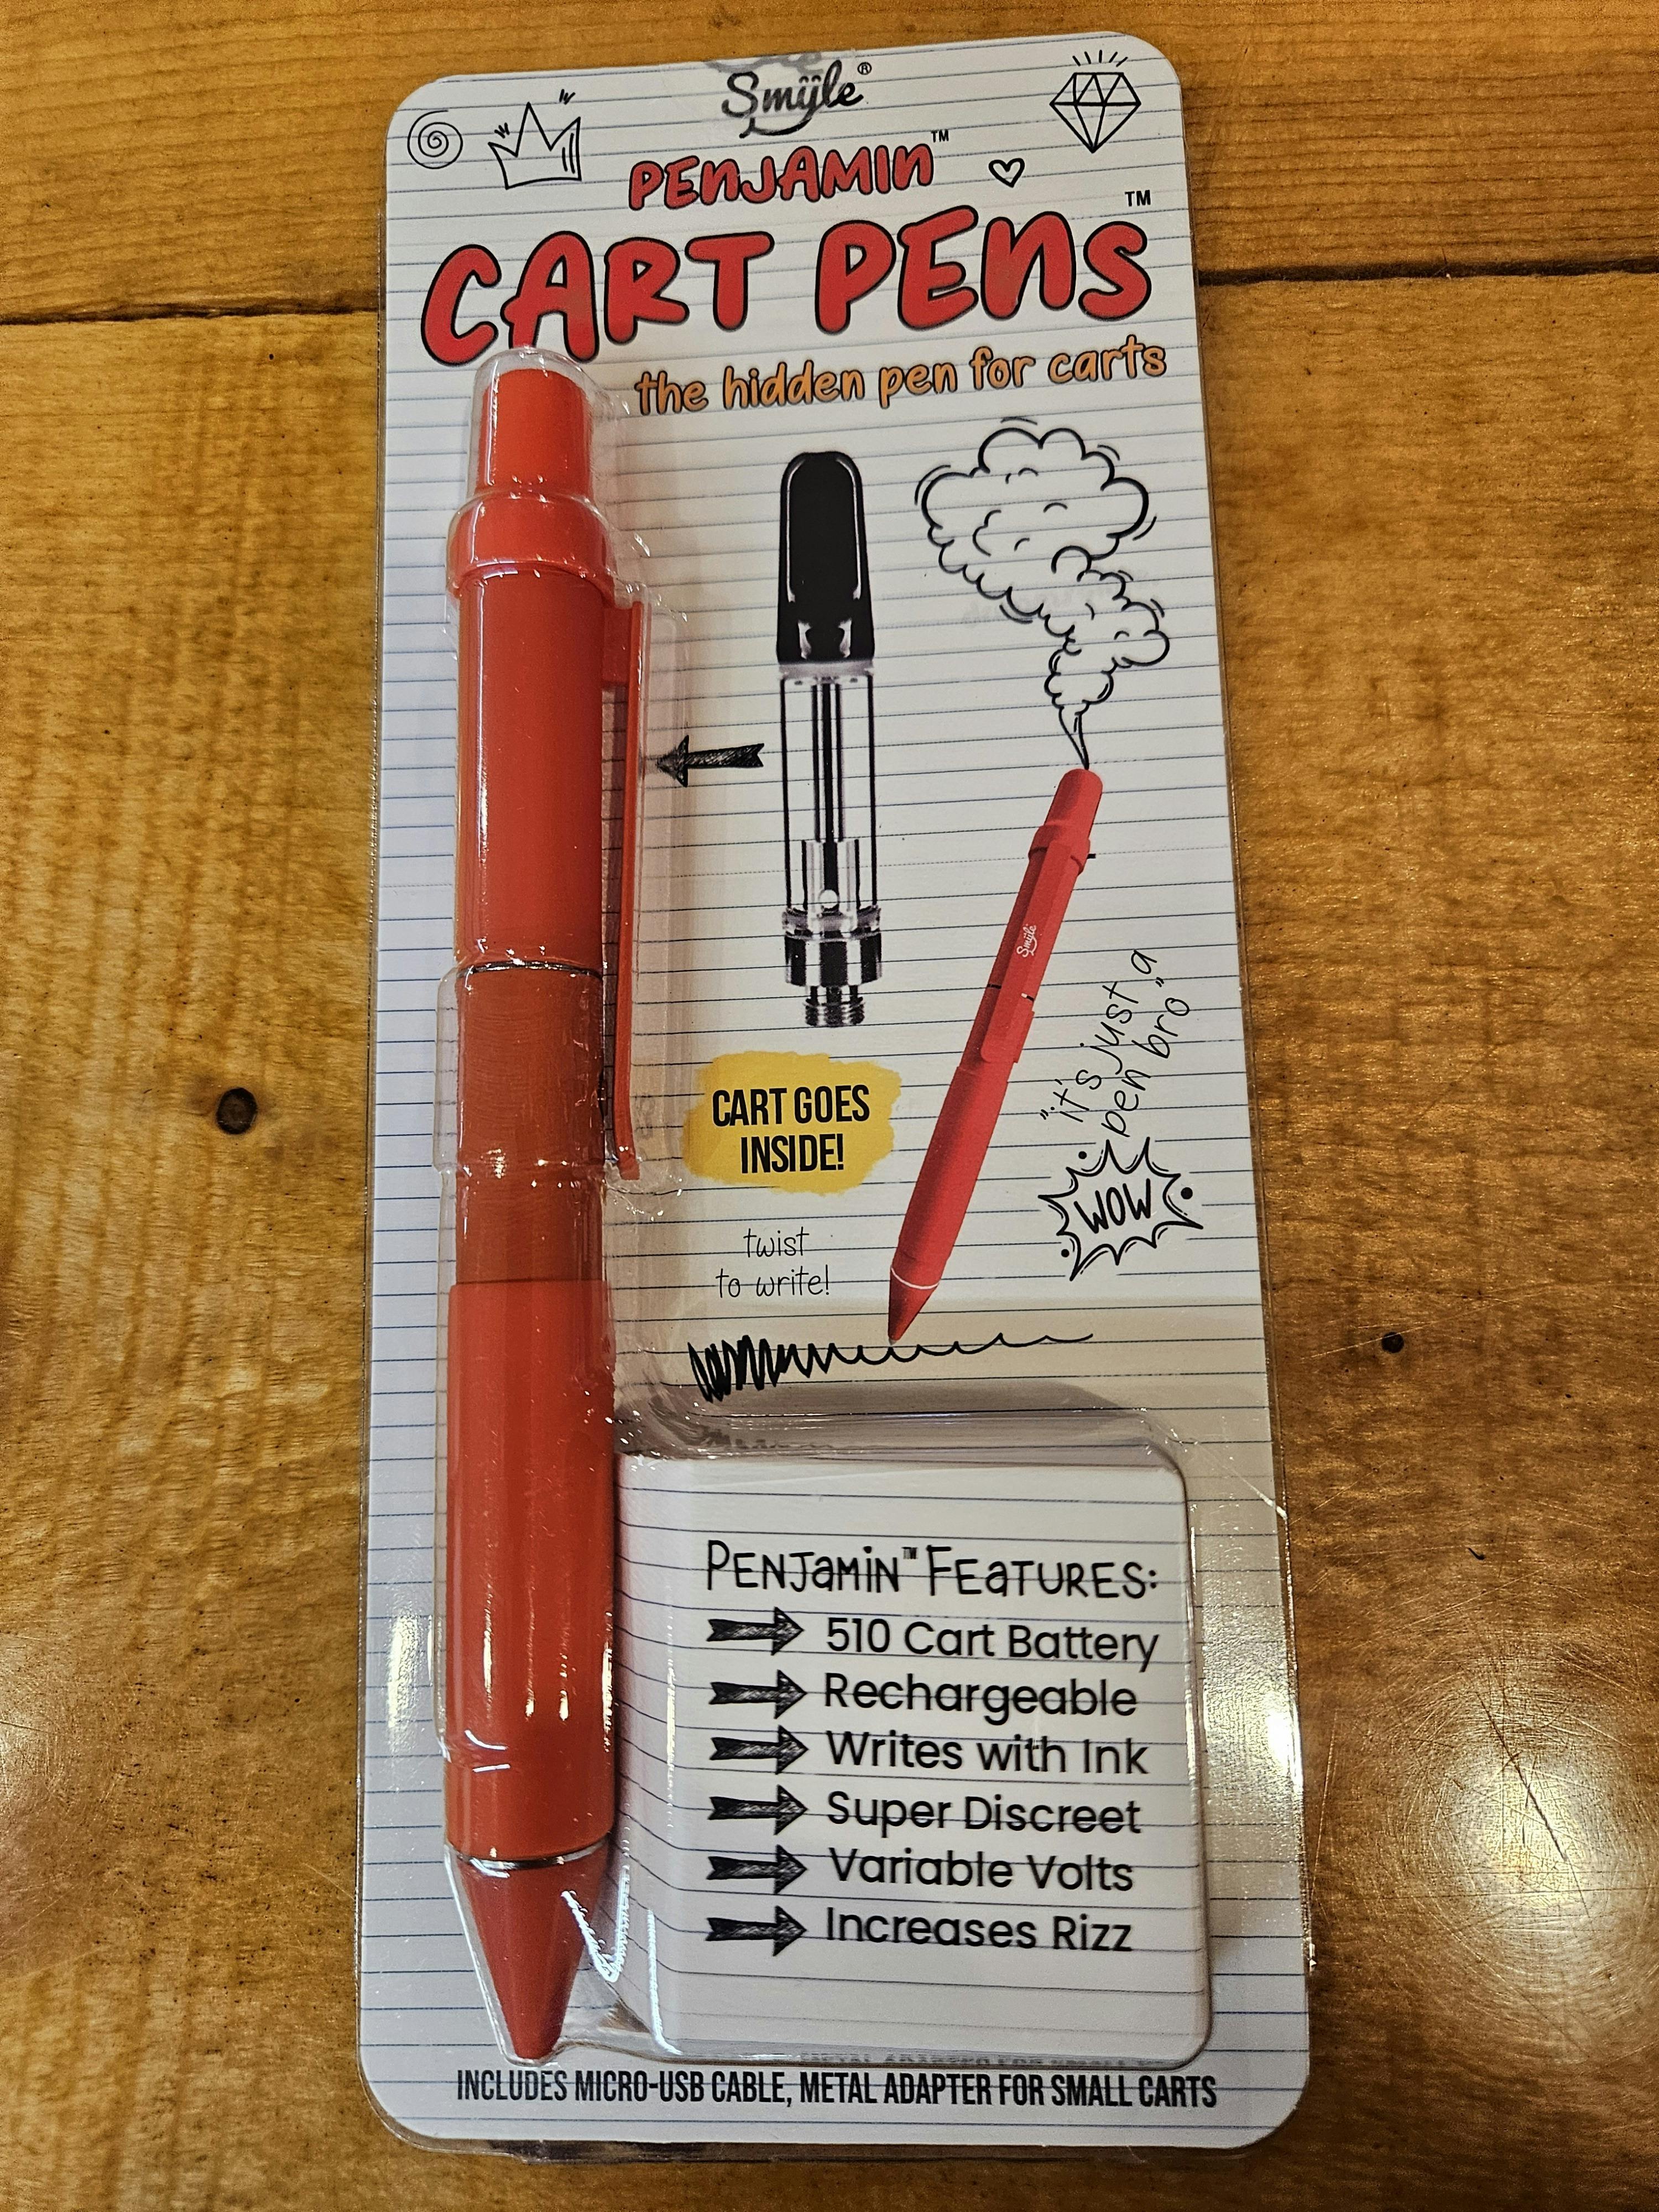 Smÿle®
PENJAMIN™
CART PENS™
the hidden pen for carts
Smÿle
"it's just a
pen bro"
CART GOES
INSIDE!
WOW
twist
to write!
PENJAMIN™ FEATURES:
510 Cart Battery
Rechargeable
Writes with Ink
Super Discreet
Variable Volts
Increases Rizz
INCLUDES MICRO-USB CABLE, METAL ADAPTER FOR SMALL CARTS